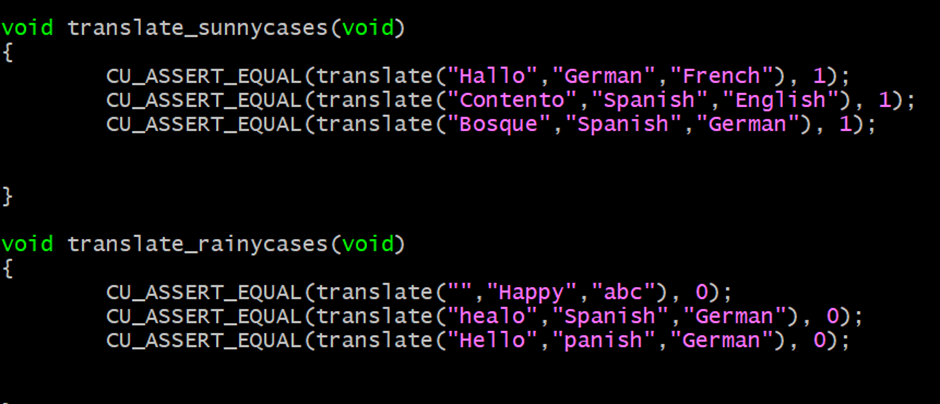 void translate_sunnycases(void)
{
CU_ASSERT_EQUAL(translate("Hallo","German","French"), 1);
CU_ASSERT_EQUAL(translate("Contento","Spanish","English"), 1);
CU_ASSERT_EQUAL(translate("Bosque","Spanish","German"), 1);
}
void translate_rainycases(void)
{
CU_ASSERT_EQUAL(translate("","Happy","abc"), 0);
CU_ASSERT_EQUAL(translate("healo","Spanish","German"), 0);
CU_ASSERT_EQUAL(translate("Hello","panish","German"), 0);